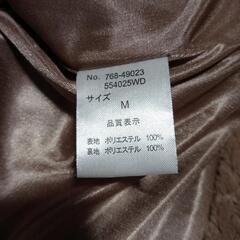 No. 768-49023
554025WD
サイズ
M
品質表示
表地 ポリエステル 100%
裏地 ポリエステル 100%